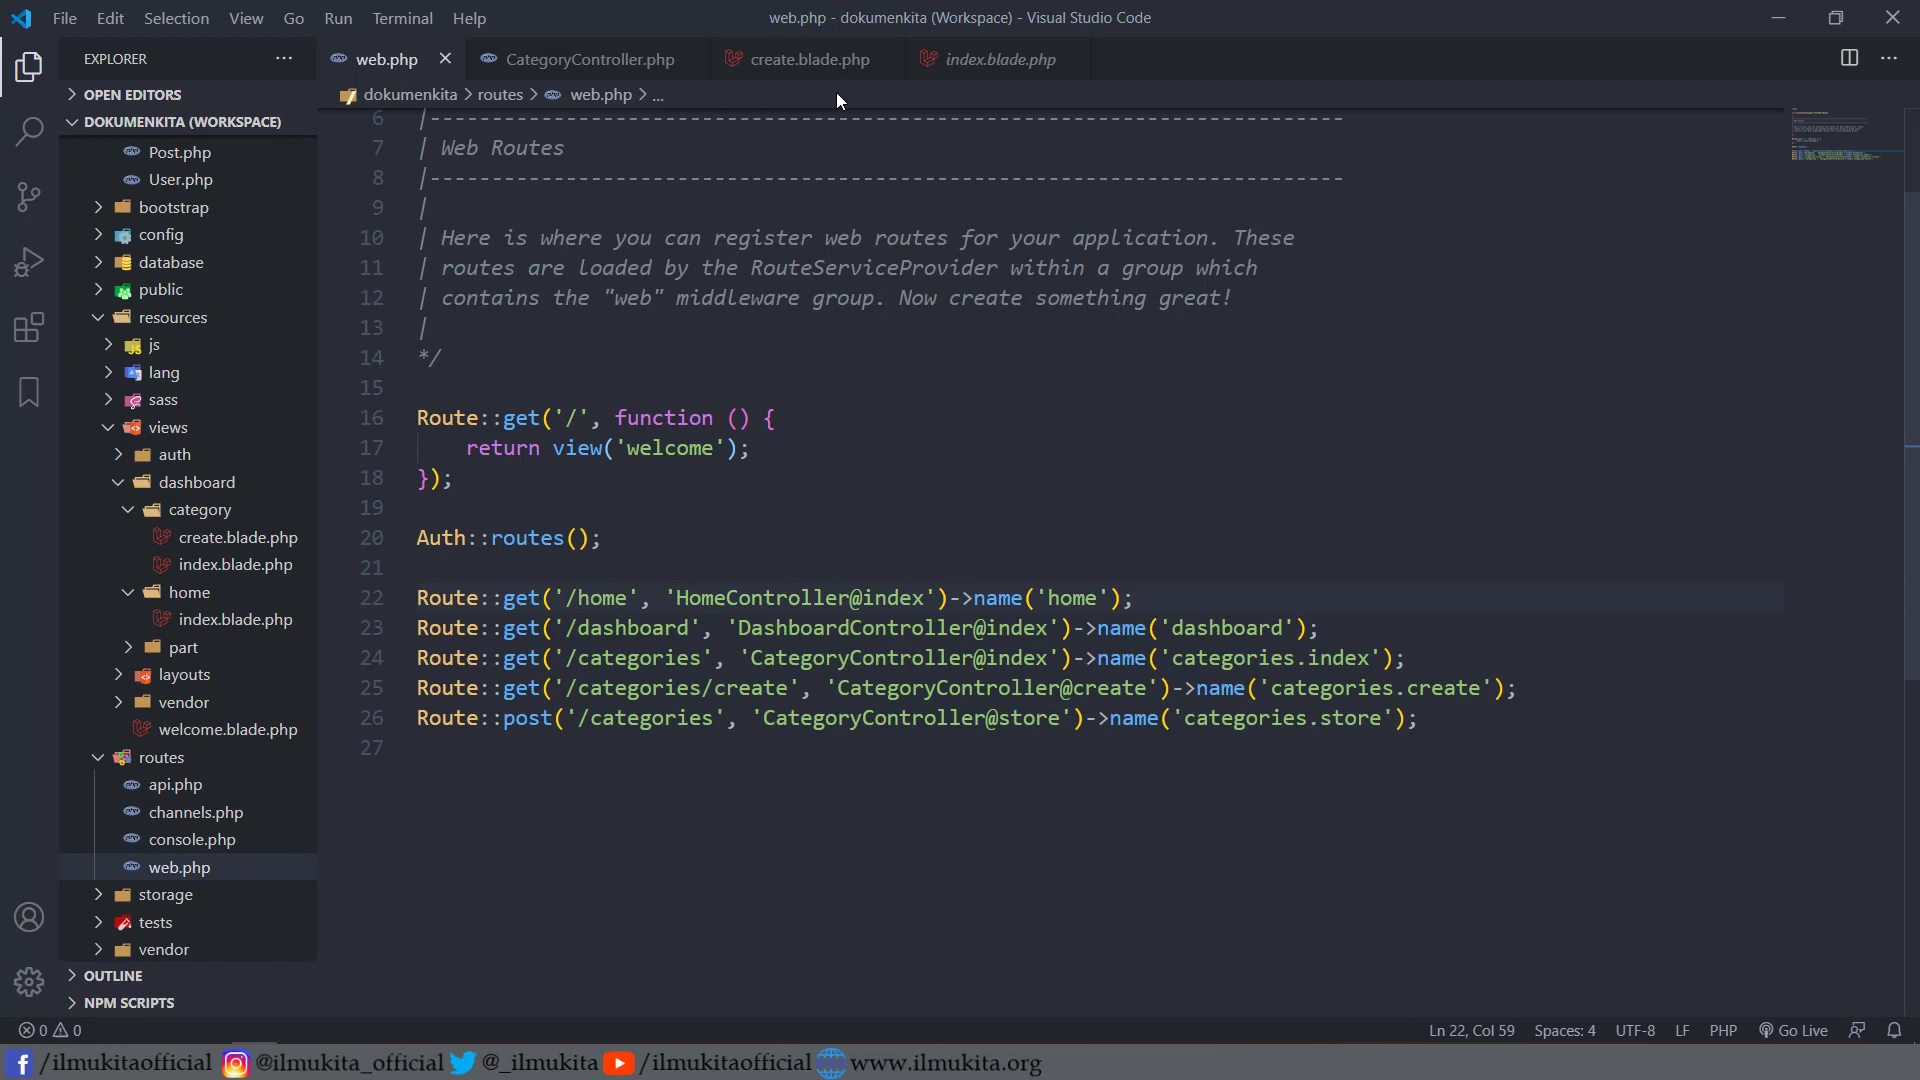 File Edit Selection View Go Run Terminal Help
web.php - dokumenkita (Workspace) - Visual Studio Code
EXPLORER
web.php
CategoryController.php
create.blade.php
index.blade.php
OPEN EDITORS
DOKUMENKITA (WORKSPACE)
Post.php
User.php
bootstrap
config
database
public
resources
js
lang
sass
views
auth
dashboard
category
create.blade.php
index.blade.php
home
index.blade.php
part
layouts
vendor
welcome.blade.php
routes
api.php
channels.php
console.php
web.php
storage
tests
vendor
OUTLINE
NPM SCRIPTS
dokumenkita > routes > web.php > ...
6 |--------------------------------------------------------------------------
7 | Web Routes
8 |--------------------------------------------------------------------------
9 |
10 | Here is where you can register web routes for your application. These
11 | routes are loaded by the RouteServiceProvider within a group which
12 | contains the "web" middleware group. Now create something great!
13 |
14 */
15
16 Route::get('/', function () {
17     return view('welcome');
18 });
19
20 Auth::routes();
21
22 Route::get('/home', 'HomeController@index')->name('home');
23 Route::get('/dashboard', 'DashboardController@index')->name('dashboard');
24 Route::get('/categories', 'CategoryController@index')->name('categories.index');
25 Route::get('/categories/create', 'CategoryController@create')->name('categories.create');
26 Route::post('/categories', 'CategoryController@store')->name('categories.store');
27
0 0
Ln 22, Col 59 Spaces: 4 UTF-8 LF PHP Go Live
/ilmukitaofficial @ilmukita_official @_ilmukita /ilmukitaofficial www.ilmukita.org